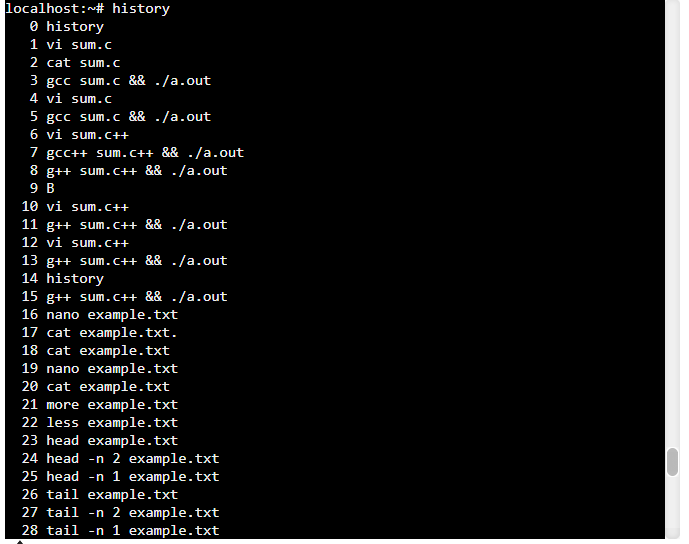 localhost:~# history
0 history
1 vi sum.c
2 cat sum.c
3 gcc sum.c && ./a.out
4 vi sum.c
5 gcc sum.c && ./a.out
6 vi sum.c++
7 gcc++ sum.c++ && ./a.out
8 g++ sum.c++ && ./a.out
9 B
10 vi sum.c++
11 g++ sum.c++ && ./a.out
12 vi sum.c++
13 g++ sum.c++ && ./a.out
14 history
15 g++ sum.c++ && ./a.out
16 nano example.txt
17 cat example.txt.
18 cat example.txt
19 nano example.txt
20 cat example.txt
21 more example.txt
22 less example.txt
23 head example.txt
24 head -n 2 example.txt
25 head -n 1 example.txt
26 tail example.txt
27 tail -n 2 example.txt
28 tail -n 1 example.txt